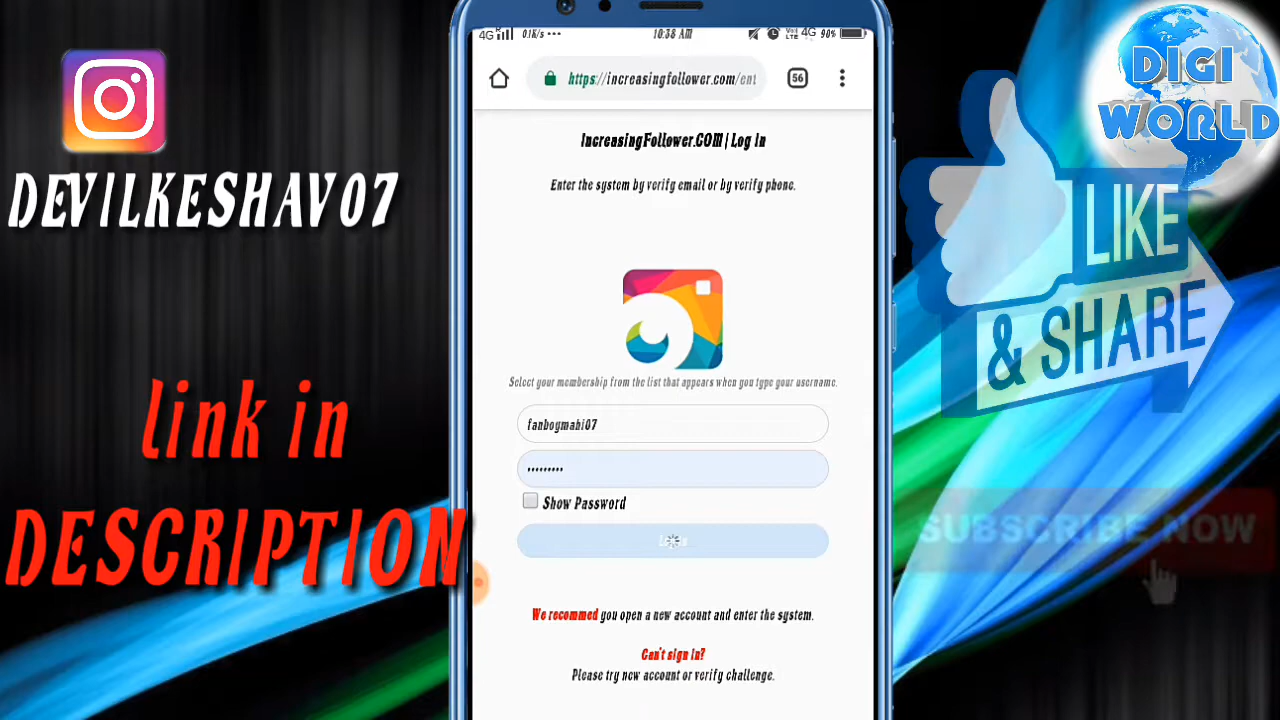 DEVILKESHAV07
link in
DESCRIPTION
4G
0.1K/s •••
10:38 AM
Vo
LTE
4G
90%
https://increasingfollower.com/ent
56
IncreasingFollower.COM | Log In
Enter the system by verify email or by verify phone.
Select your membership from the list that appears when you type your username.
fanboymahi07
•••••••••
Show Password
We recommed you open a new account and enter the system.
Can't sign in?
Please try new account or verify challenge.
DIGI
WORLD
LIKE
& SHARE
SUBSCRIBE NOW